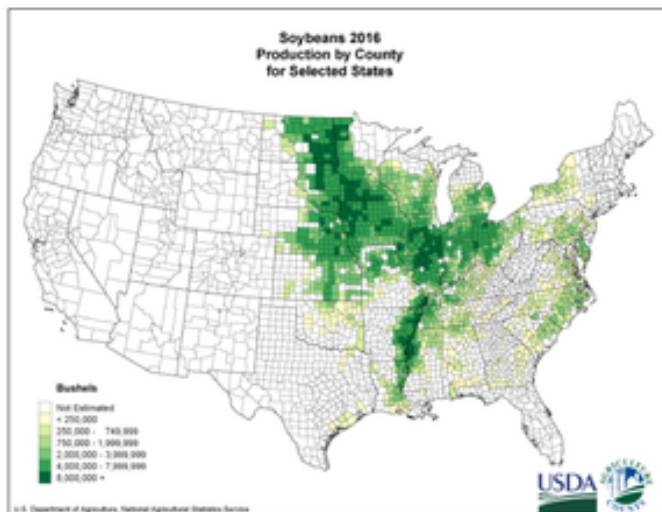 Soybeans 2016
Production by County
for Selected States
Bushels
Not Estimated
< 250,000
250,000 - 749,999
750,000 - 1,999,999
2,000,000 - 3,999,999
4,000,000 - 7,999,999
8,000,000 +
USDA
AGRICULTURE
COUNTS
U.S. Department of Agriculture, National Agricultural Statistics Service